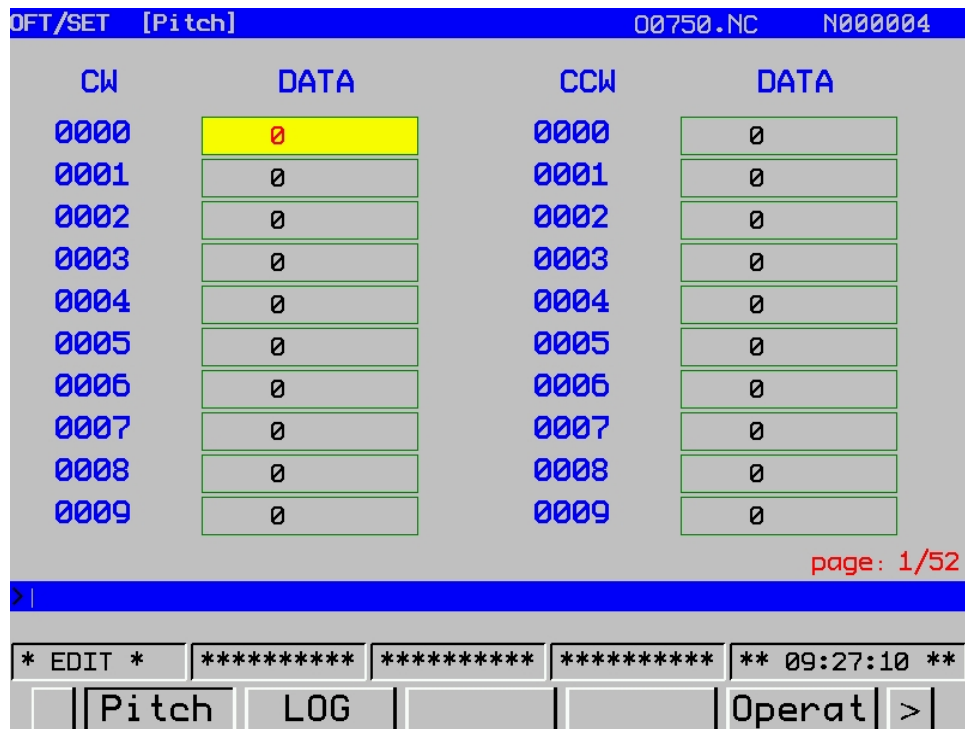 OFT/SET [Pitch] O0750.NC N000004
CW DATA CCW DATA
0000 0 0000 0
0001 0 0001 0
0002 0 0002 0
0003 0 0003 0
0004 0 0004 0
0005 0 0005 0
0006 0 0006 0
0007 0 0007 0
0008 0 0008 0
0009 0 0009 0
page: 1/52
>|
* EDIT * ********** ********** ********** ** 09:27:10 **
Pitch LOG Operat >